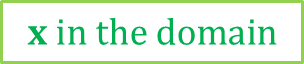 x in the domain